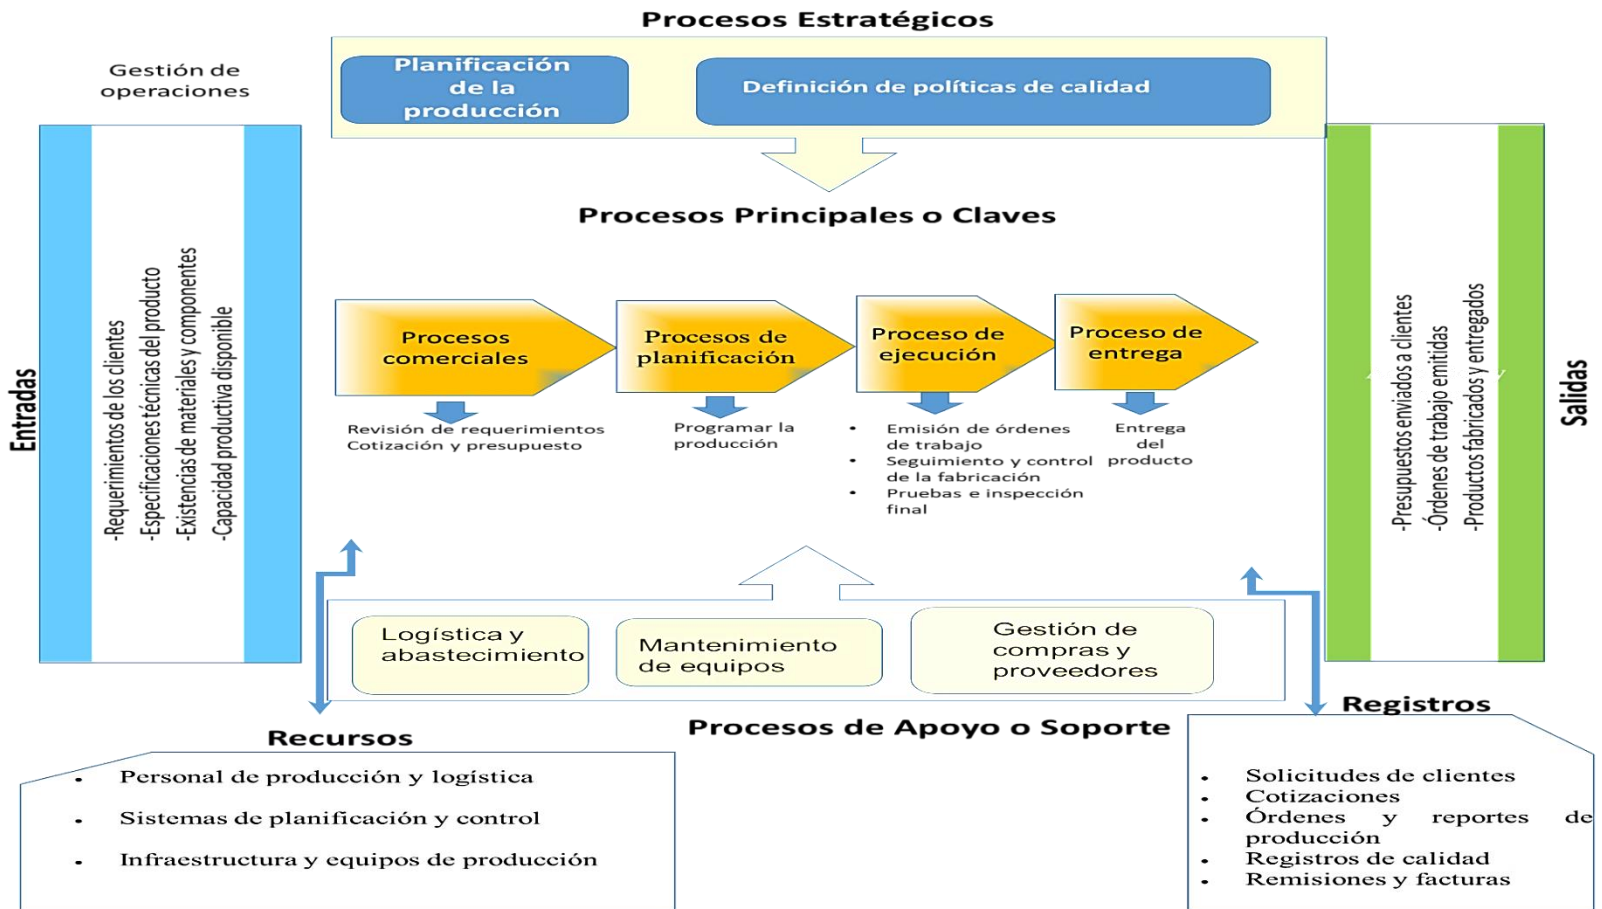 Procesos Estratégicos
Gestión de
operaciones
Planificación
de la
producción
Definición de políticas de calidad
Procesos Principales o Claves
Entradas
-Requerimientos de los clientes
-Especificaciones técnicas del producto
-Existencias de materiales y componentes
-Capacidad productiva disponible
Procesos
comerciales
Procesos de
planificación
Proceso de
ejecución
Proceso de
entrega
Revisión de requerimientos
Cotización y presupuesto
Programar la
producción
• Emisión de órdenes
de trabajo
• Seguimiento y control
de la fabricación
• Pruebas e inspección
final
Entrega
del
producto
-Presupuestos enviados a clientes
-Órdenes de trabajo emitidas
-Productos fabricados y entregados
Salidas
Logística y
abastecimiento
Mantenimiento
de equipos
Gestión de
compras y
proveedores
Procesos de Apoyo o Soporte
Recursos
• Personal de producción y logística
• Sistemas de planificación y control
• Infraestructura y equipos de producción
Registros
• Solicitudes de clientes
• Cotizaciones
• Órdenes y reportes de
producción
• Registros de calidad
• Remisiones y facturas